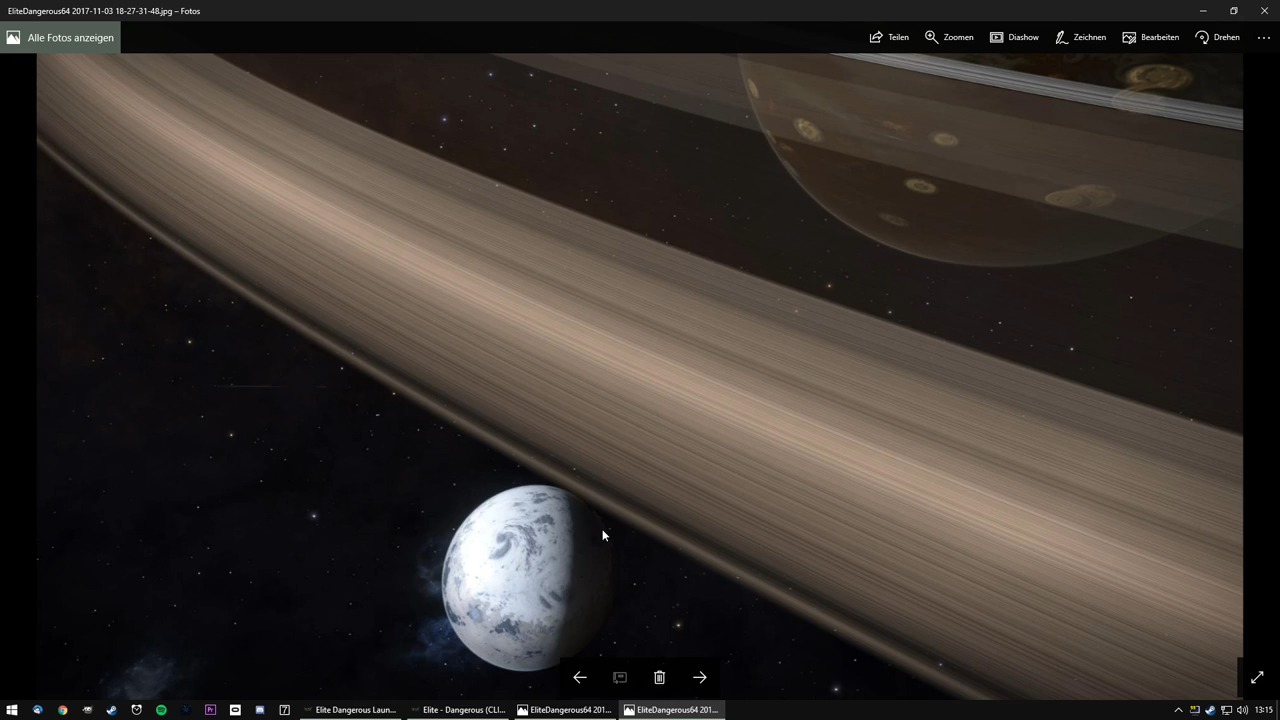 EliteDangerous64 2017-11-03 18-27-31-48.jpg – Fotos
Alle Fotos anzeigen
Teilen
Zoomen
Diashow
Zeichnen
Bearbeiten
Drehen
Elite Dangerous Laun...
Elite - Dangerous (CLI...
EliteDangerous64 201...
EliteDangerous64 201...
13:15